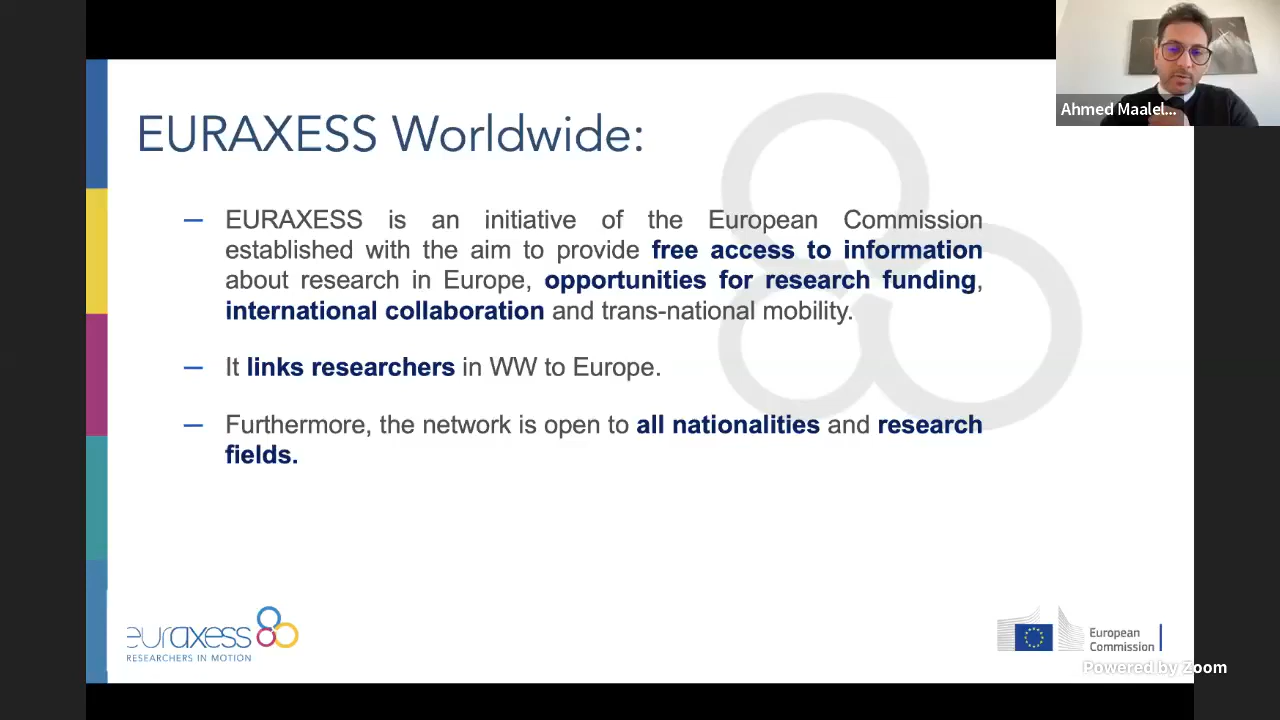 Ahmed Maalel...
EURAXESS Worldwide:
– EURAXESS is an initiative of the European Commission
established with the aim to provide free access to information
about research in Europe, opportunities for research funding,
international collaboration and trans-national mobility.
– It links researchers in WW to Europe.
– Furthermore, the network is open to all nationalities and research
fields.
euraxess
RESEARCHERS IN MOTION
European
Commission
Powered by Zoom